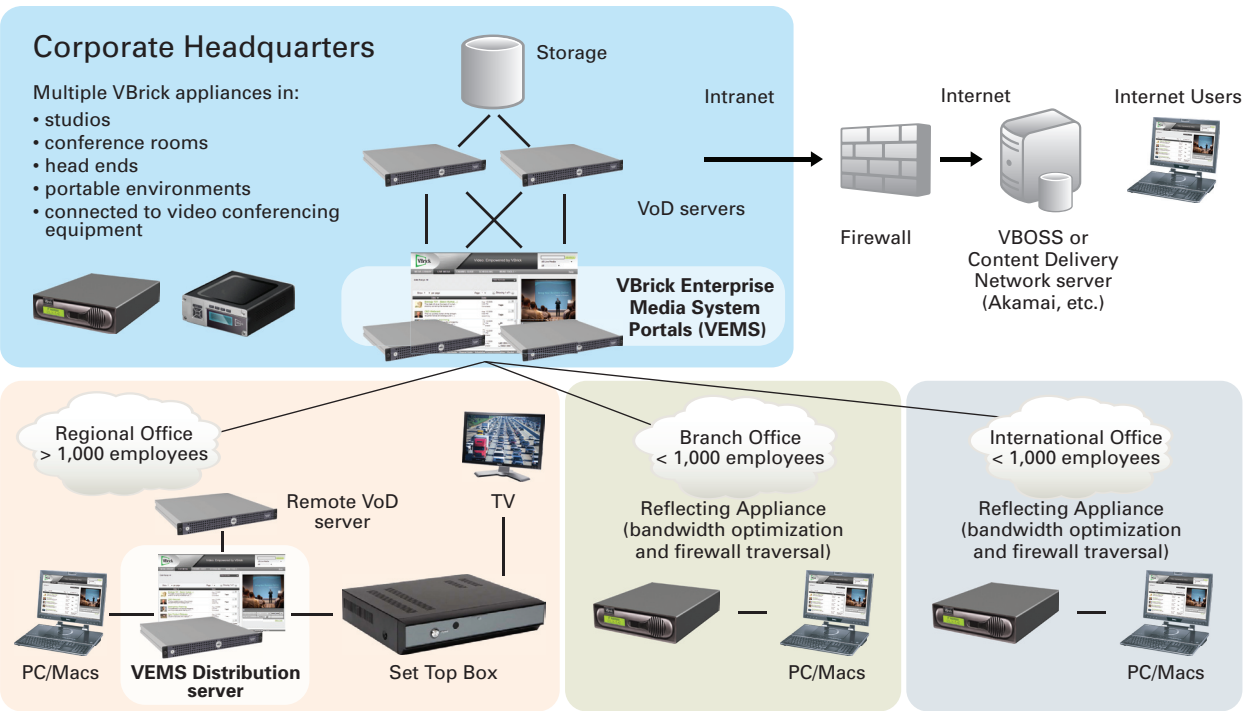 Corporate Headquarters
Multiple VBrick appliances in:
• studios
• conference rooms
• head ends
• portable environments
• connected to video conferencing
equipment
Storage
VoD servers
VBrick Enterprise
Media System
Portals (VEMS)
Intranet
Firewall
Internet
VBOSS or
Content Delivery
Network server
(Akamai, etc.)
Internet Users
Regional Office
> 1,000 employees
Remote VoD
server
TV
PC/Macs
VEMS Distribution
server
Set Top Box
Branch Office
< 1,000 employees
Reflecting Appliance
(bandwidth optimization
and firewall traversal)
PC/Macs
International Office
< 1,000 employees
Reflecting Appliance
(bandwidth optimization
and firewall traversal)
PC/Macs